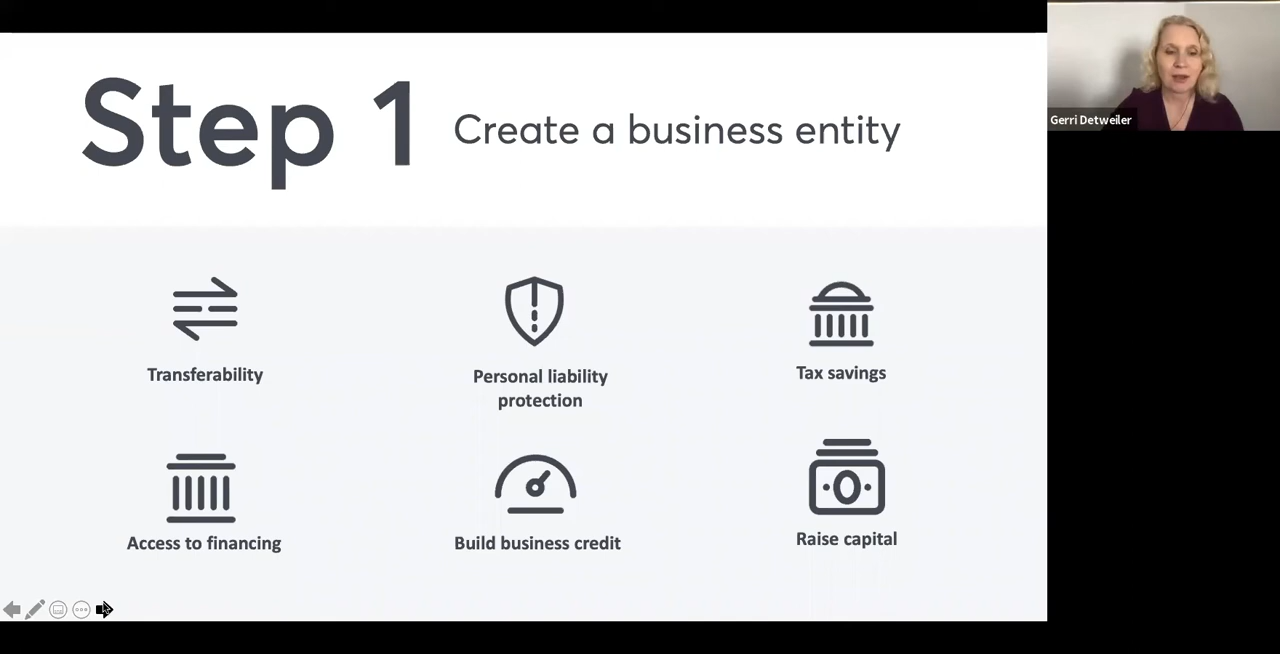 Step 1 Create a business entity
Gerri Detweiler
Transferability
Personal liability
protection
Tax savings
Access to financing
Build business credit
Raise capital